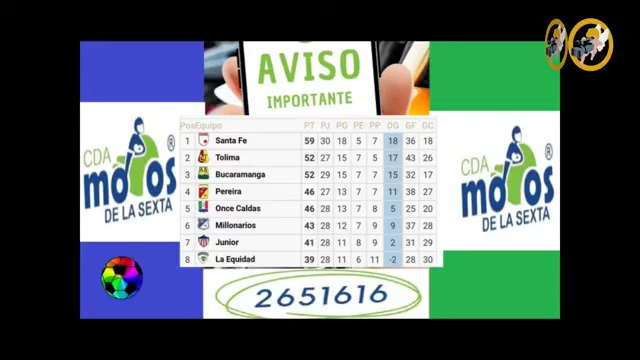 AVISO
IMPORTANTE
Pos Equipo PT PJ PG PE PP DG GF GC
1 Santa Fe 59 30 18 5 7 18 36 18
2 Tolima 52 27 15 7 5 17 43 26
3 Bucaramanga 52 29 15 7 7 15 32 17
4 Pereira 46 27 13 7 7 11 38 27
5 Once Caldas 46 28 13 7 8 5 25 20
6 Millonarios 43 28 12 7 9 9 37 28
7 Junior 41 28 11 8 9 2 31 29
8 La Equidad 39 28 11 6 11 -2 28 30
CDA
MOTOS
DE LA SEXTA
CDA
MOTOS
DE LA SEXTA
2651616